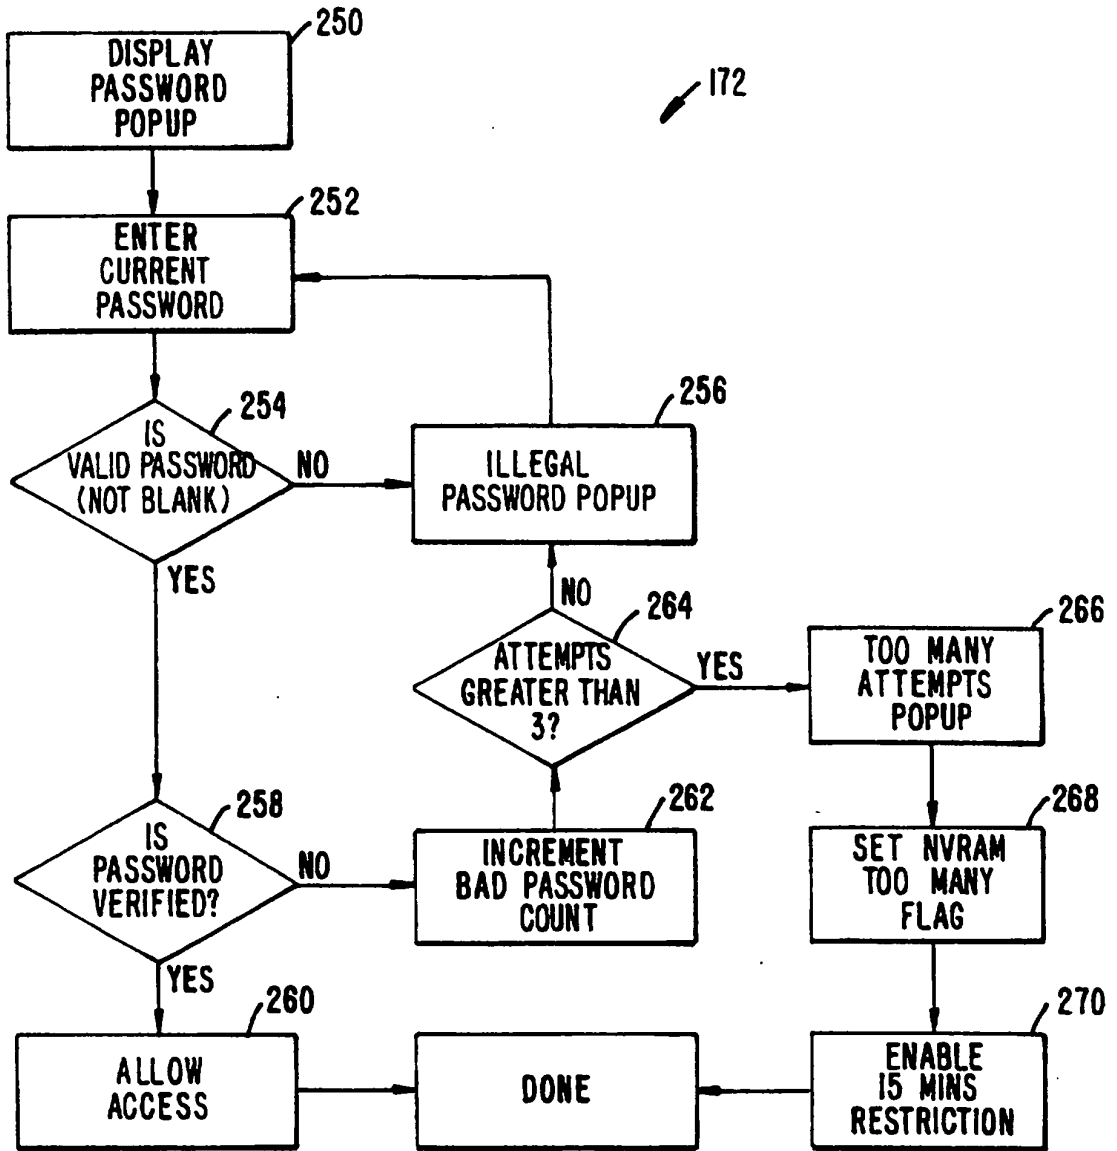 250
DISPLAY
PASSWORD
POPUP
172
252
ENTER
CURRENT
PASSWORD
254
IS
VALID PASSWORD
(NOT BLANK)
NO
YES
256
ILLEGAL
PASSWORD POPUP
NO
264
ATTEMPTS
GREATER THAN
3?
YES
266
TOO MANY
ATTEMPTS
POPUP
258
IS
PASSWORD
VERIFIED?
NO
YES
262
INCREMENT
BAD PASSWORD
COUNT
268
SET NVRAM
TOO MANY
FLAG
260
ALLOW
ACCESS
DONE
270
ENABLE
15 MINS
RESTRICTION